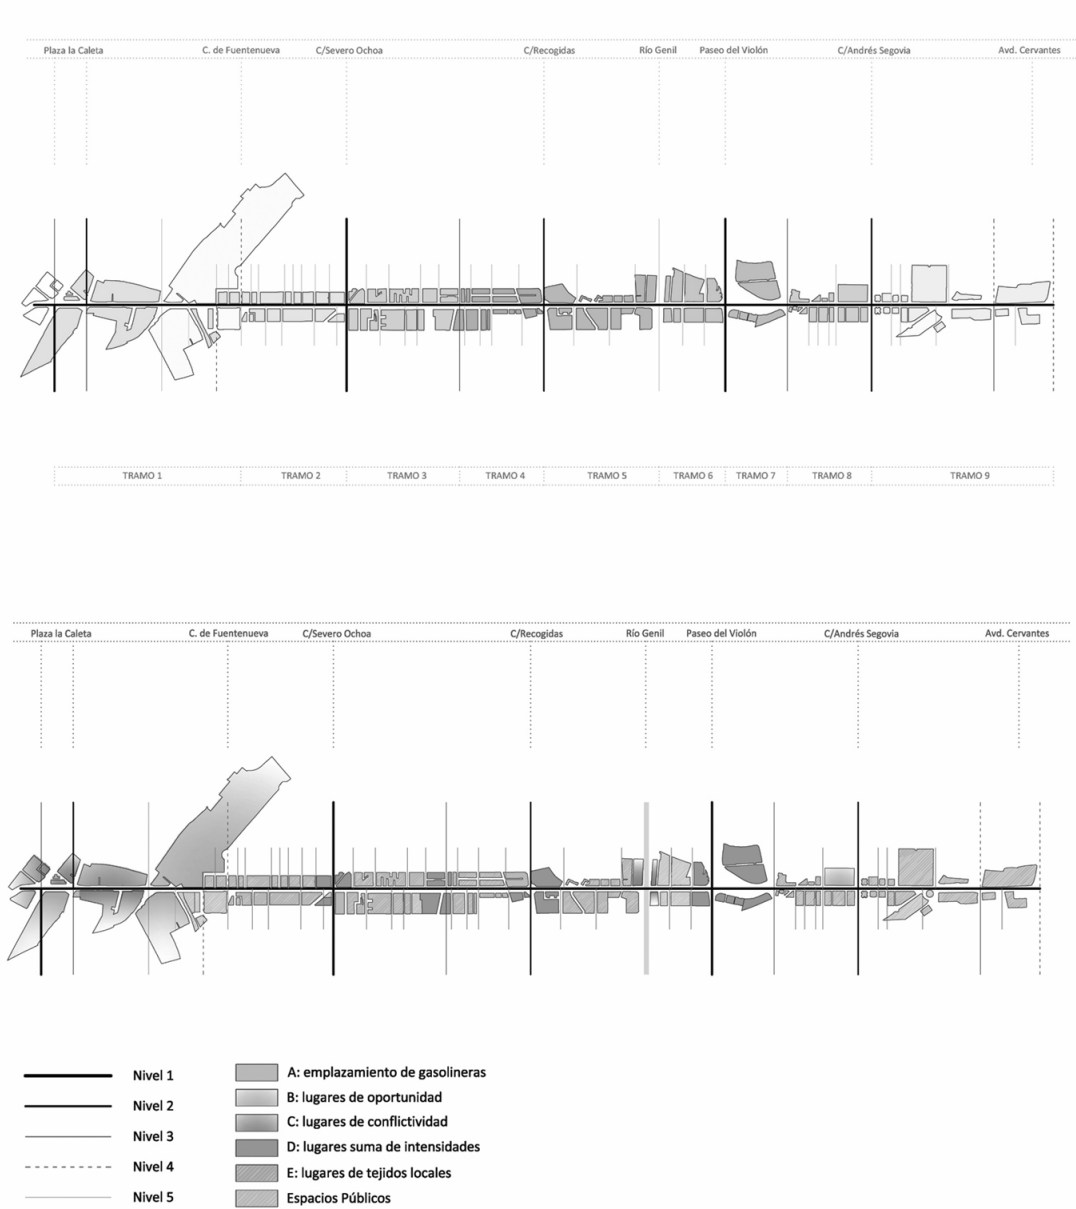 Plaza la Caleta C. de Fuentenueva C/Severo Ochoa C/Recogidas Río Genil Paseo del Violón C/Andrés Segovia Avd. Cervantes
TRAMO 1 TRAMO 2 TRAMO 3 TRAMO 4 TRAMO 5 TRAMO 6 TRAMO 7 TRAMO 8 TRAMO 9
Plaza la Caleta C. de Fuentenueva C/Severo Ochoa C/Recogidas Río Genil Paseo del Violón C/Andrés Segovia Avd. Cervantes
Nivel 1
Nivel 2
Nivel 3
Nivel 4
Nivel 5
A: emplazamiento de gasolineras
B: lugares de oportunidad
C: lugares de conflictividad
D: lugares suma de intensidades
E: lugares de tejidos locales
Espacios Públicos